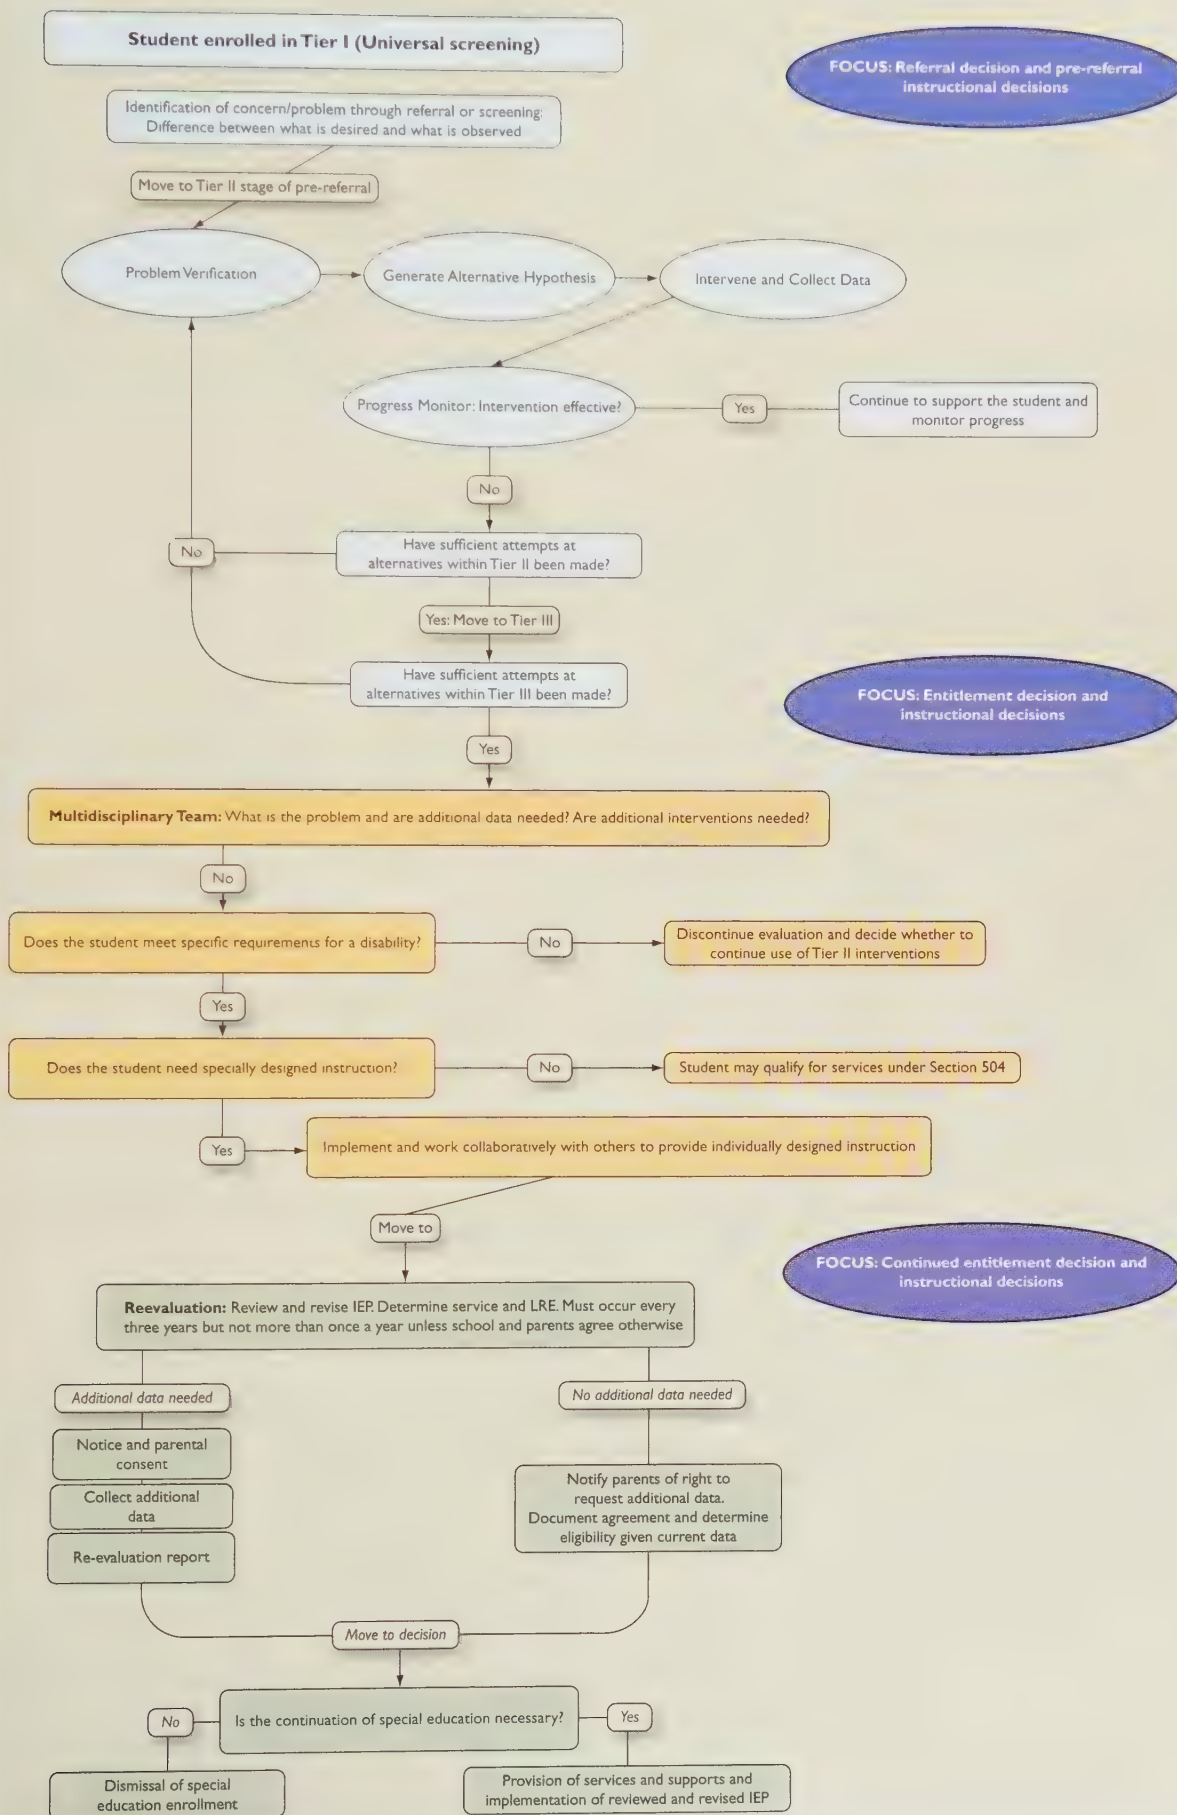 Student enrolled in Tier I (Universal screening)
FOCUS: Referral decision and pre-referral
instructional decisions
Identification of concern/problem through referral or screening:
Difference between what is desired and what is observed
Move to Tier II stage of pre-referral
Problem Verification
Generate Alternative Hypothesis
Intervene and Collect Data
Progress Monitor: Intervention effective?
Yes
Continue to support the student and
monitor progress
No
Have sufficient attempts at
alternatives within Tier II been made?
No
Yes: Move to Tier III
Have sufficient attempts at
alternatives within Tier III been made?
FOCUS: Entitlement decision and
instructional decisions
Yes
Multidisciplinary Team: What is the problem and are additional data needed? Are additional interventions needed?
No
Does the student meet specific requirements for a disability?
No
Discontinue evaluation and decide whether to
continue use of Tier II interventions
Yes
Does the student need specially designed instruction?
No
Student may qualify for services under Section 504
Yes
Implement and work collaboratively with others to provide individually designed instruction
Move to
FOCUS: Continued entitlement decision and
instructional decisions
Reevaluation: Review and revise IEP. Determine service and LRE. Must occur every
three years but not more than once a year unless school and parents agree otherwise
Additional data needed
Notice and parental
consent
Collect additional
data
Re-evaluation report
No additional data needed
Notify parents of right to
request additional data.
Document agreement and determine
eligibility given current data
Move to decision
Is the continuation of special education necessary?
No
Yes
Dismissal of special
education enrollment
Provision of services and supports and
implementation of reviewed and revised IEP